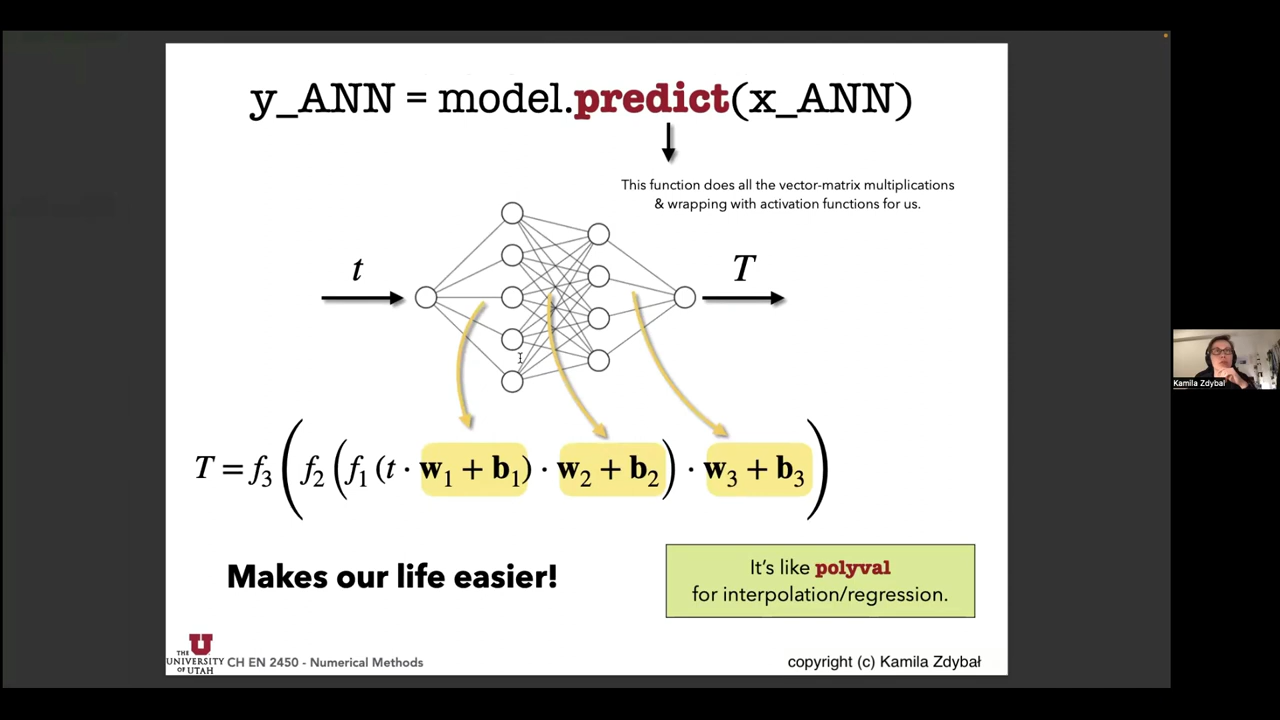 y_ANN = model.predict(x_ANN)
This function does all the vector-matrix multiplications
& wrapping with activation functions for us.
t
T
T = f₃(f₂(f₁(t · w₁ + b₁) · w₂ + b₂) · w₃ + b₃)
Makes our life easier!
It's like polyval
for interpolation/regression.
U
THE
UNIVERSITY
OF UTAH
CH EN 2450 - Numerical Methods
copyright (c) Kamila Zdybał
Kamila Zdybał